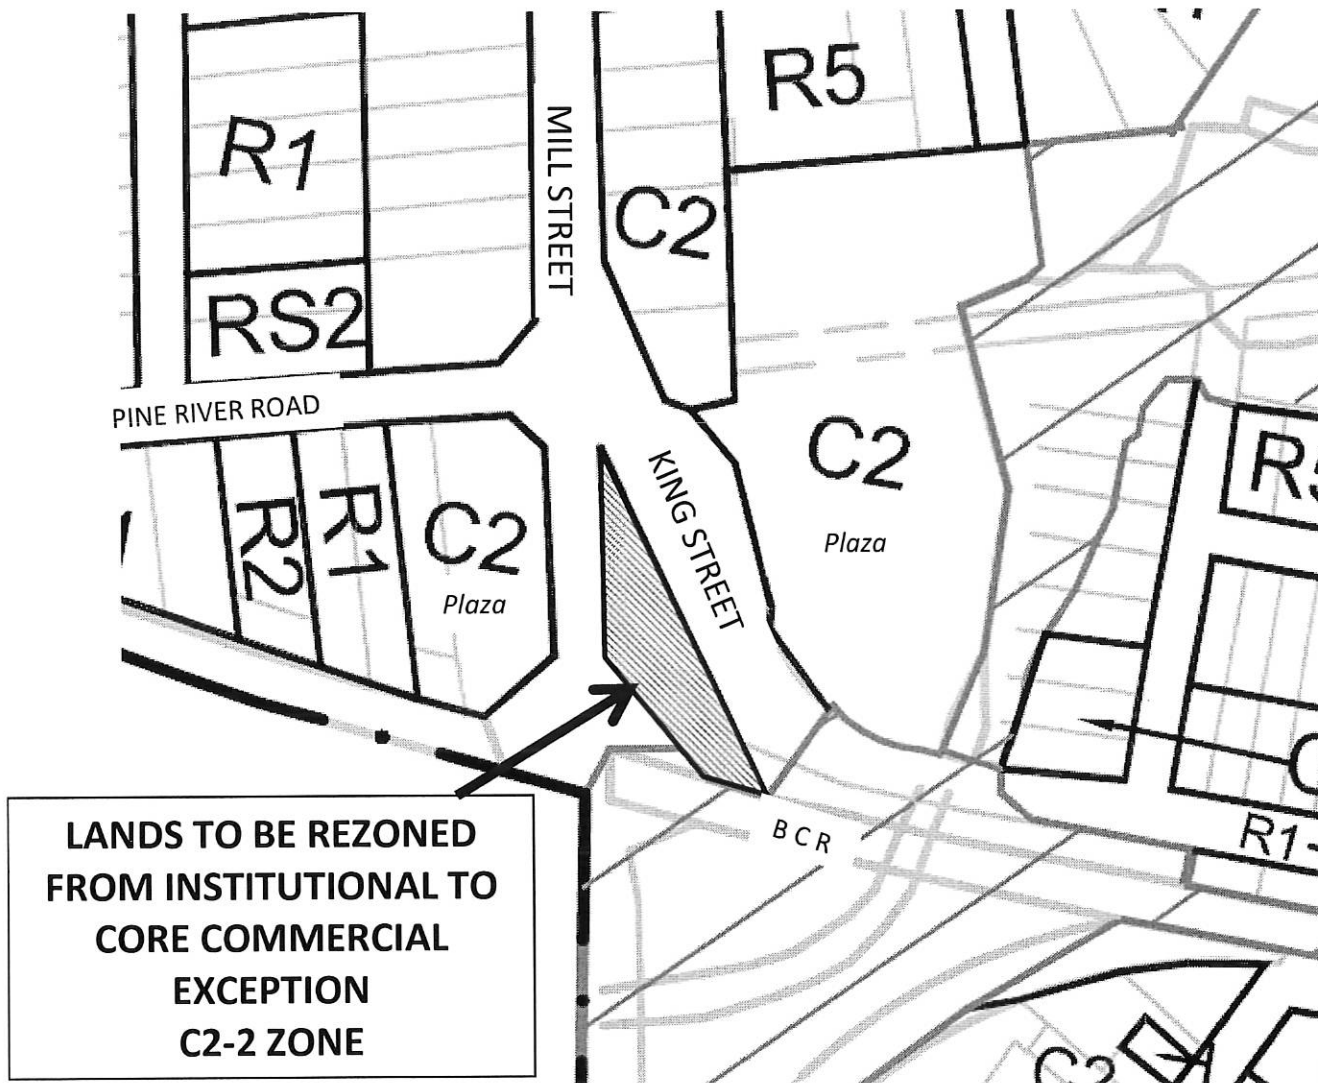 R5
R1
MILL STREET
C2
RS2
PINE RIVER ROAD
C2
Plaza
KING STREET
R2
R1
C2
Plaza
B C R
R1-
LANDS TO BE REZONED
FROM INSTITUTIONAL TO
CORE COMMERCIAL
EXCEPTION
C2-2 ZONE